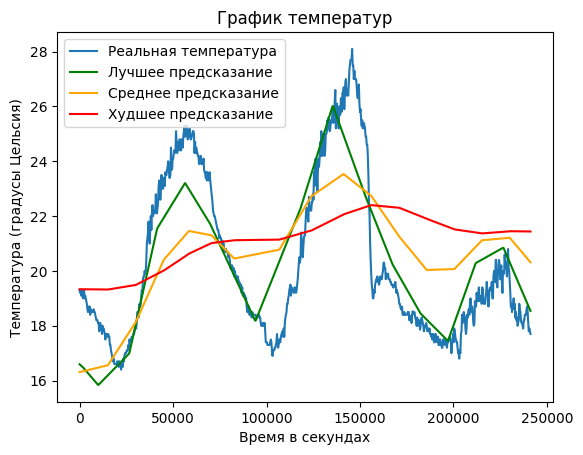 График температур
Реальная температура
Лучшее предсказание
Среднее предсказание
Худшее предсказание
Температура (градусы Цельсия)
28
26
24
22
20
18
16
0
50000
100000
150000
200000
250000
Время в секундах